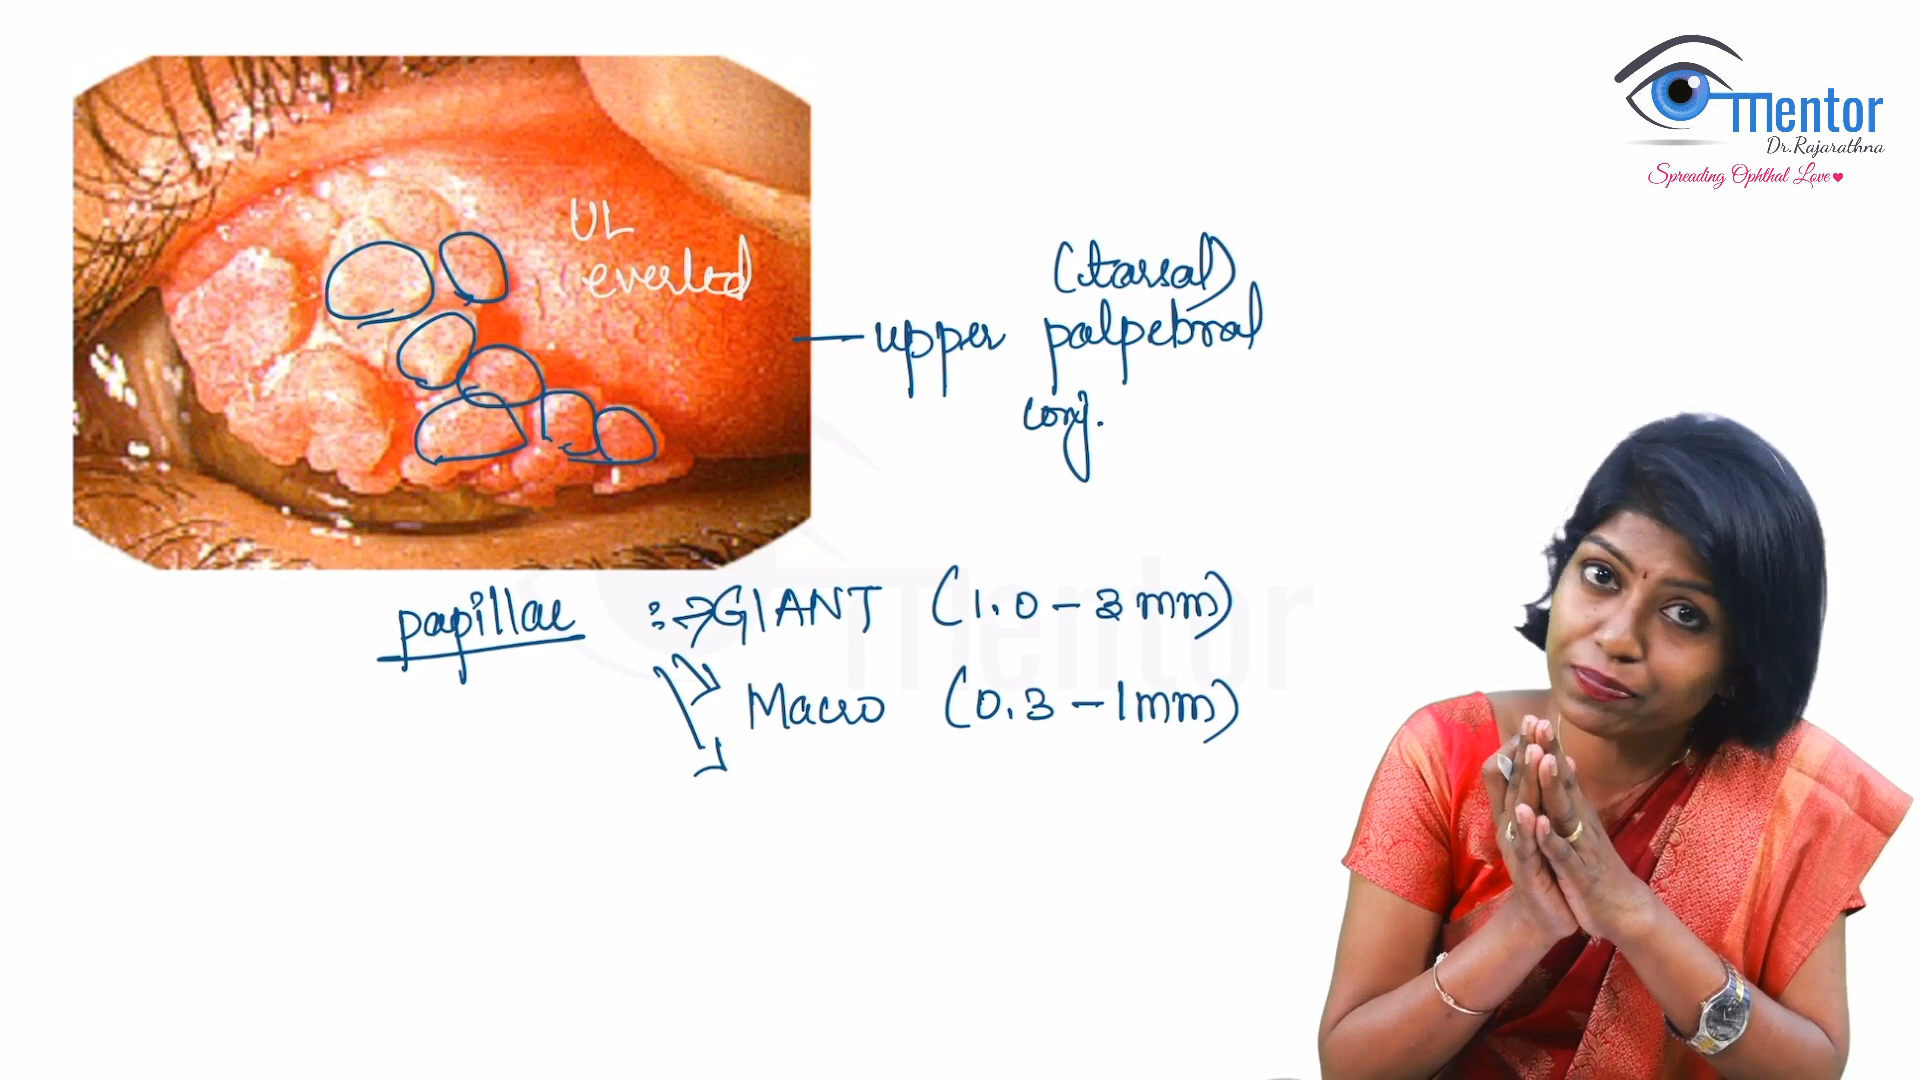 mentor
Dr.Rajarathna
Spreading Ophthal Love
UL
everted
(tarsal)
upper palpebral
conj.
papillae : → GIANT (1.0 – 3mm)
Macro (0.3 – 1mm)
mentor